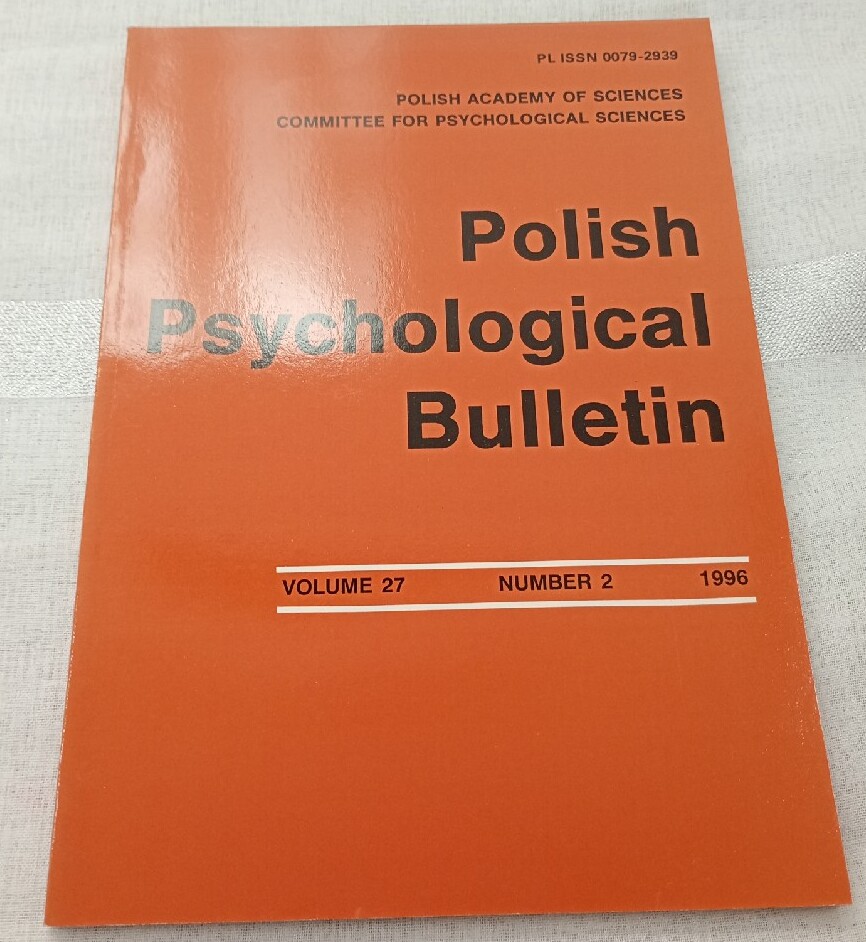 PL ISSN 0079-2939
POLISH ACADEMY OF SCIENCES
COMMITTEE FOR PSYCHOLOGICAL SCIENCES
Polish
Psychological
Bulletin
VOLUME 27 NUMBER 2 1996